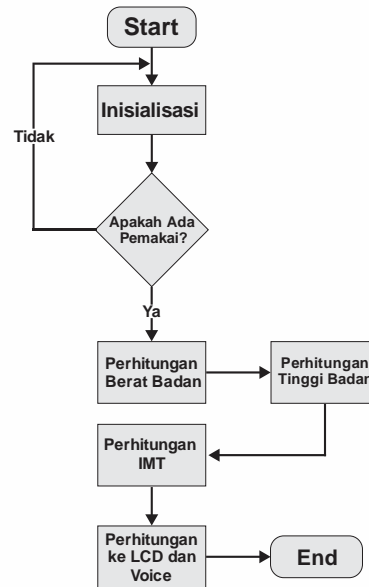 Start
Inisialisasi
Tidak
Apakah Ada
Pemakai?
Ya
Perhitungan
Berat Badan
Perhitungan
Tinggi Badan
Perhitungan
IMT
Perhitungan
ke LCD dan
Voice
End